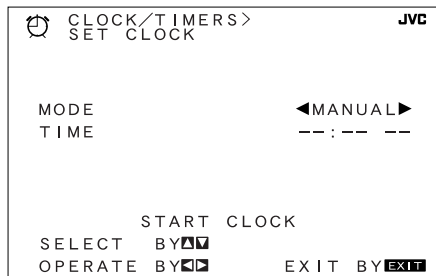 CLOCK/TIMERS> JVC
SET CLOCK
MODE ◀MANUAL▶
TIME --:-- --
START CLOCK
SELECT BY▲▼
OPERATE BY◀▶ EXIT BY EXIT